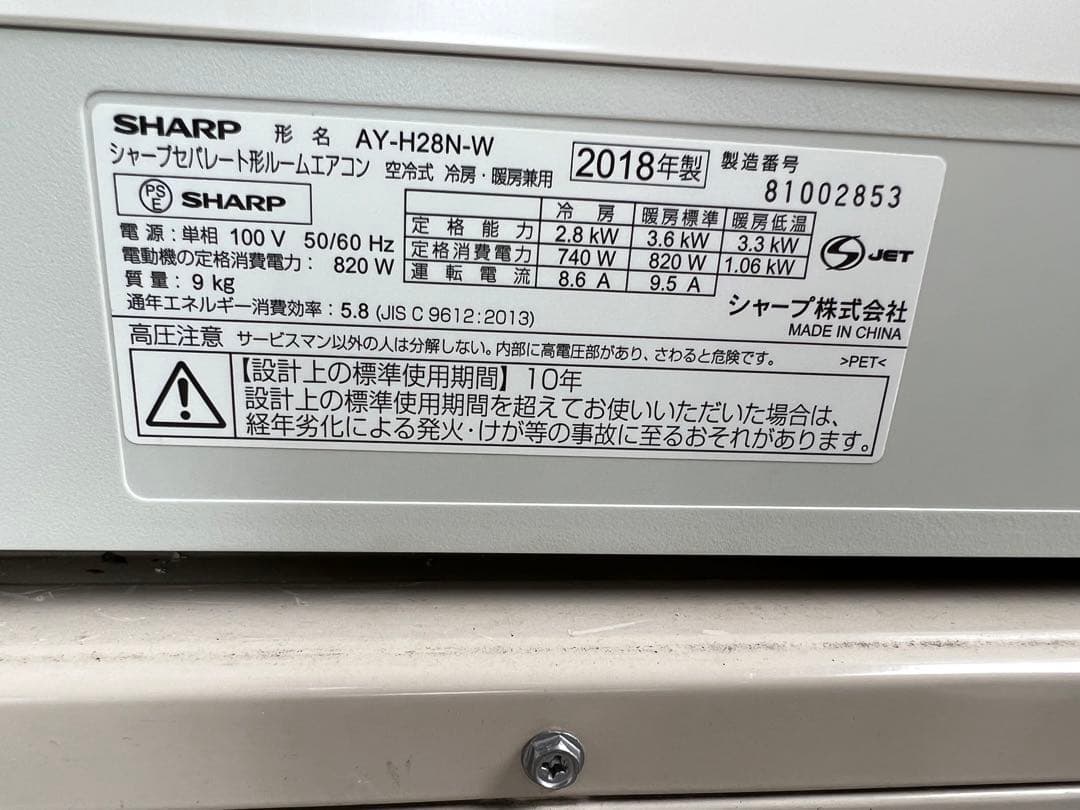 SHARP 形名 AY-H28N-W 2018年製 製造番号
シャープセパレート形ルームエアコン 空冷式 冷房・暖房兼用 81002853
PSE SHARP
電源:単相 100V 50/60 Hz
電動機の定格消費電力: 820 W
質量:9 kg
冷房 暖房標準 暖房低温
定格能力 2.8 kW 3.6 kW 3.3 kW
定格消費電力 740 W 820 W 1.06 kW
運転電流 8.6 A 9.5 A
S JET
通年エネルギー消費効率:5.8 (JIS C 9612:2013)
シャープ株式会社
MADE IN CHINA
高圧注意 サービスマン以外の人は分解しない。内部に高電圧部があり、さわると危険です。 >PET<
【設計上の標準使用期間】10年
設計上の標準使用期間を超えてお使いいただいた場合は、
経年劣化による発火・けが等の事故に至るおそれがあります。